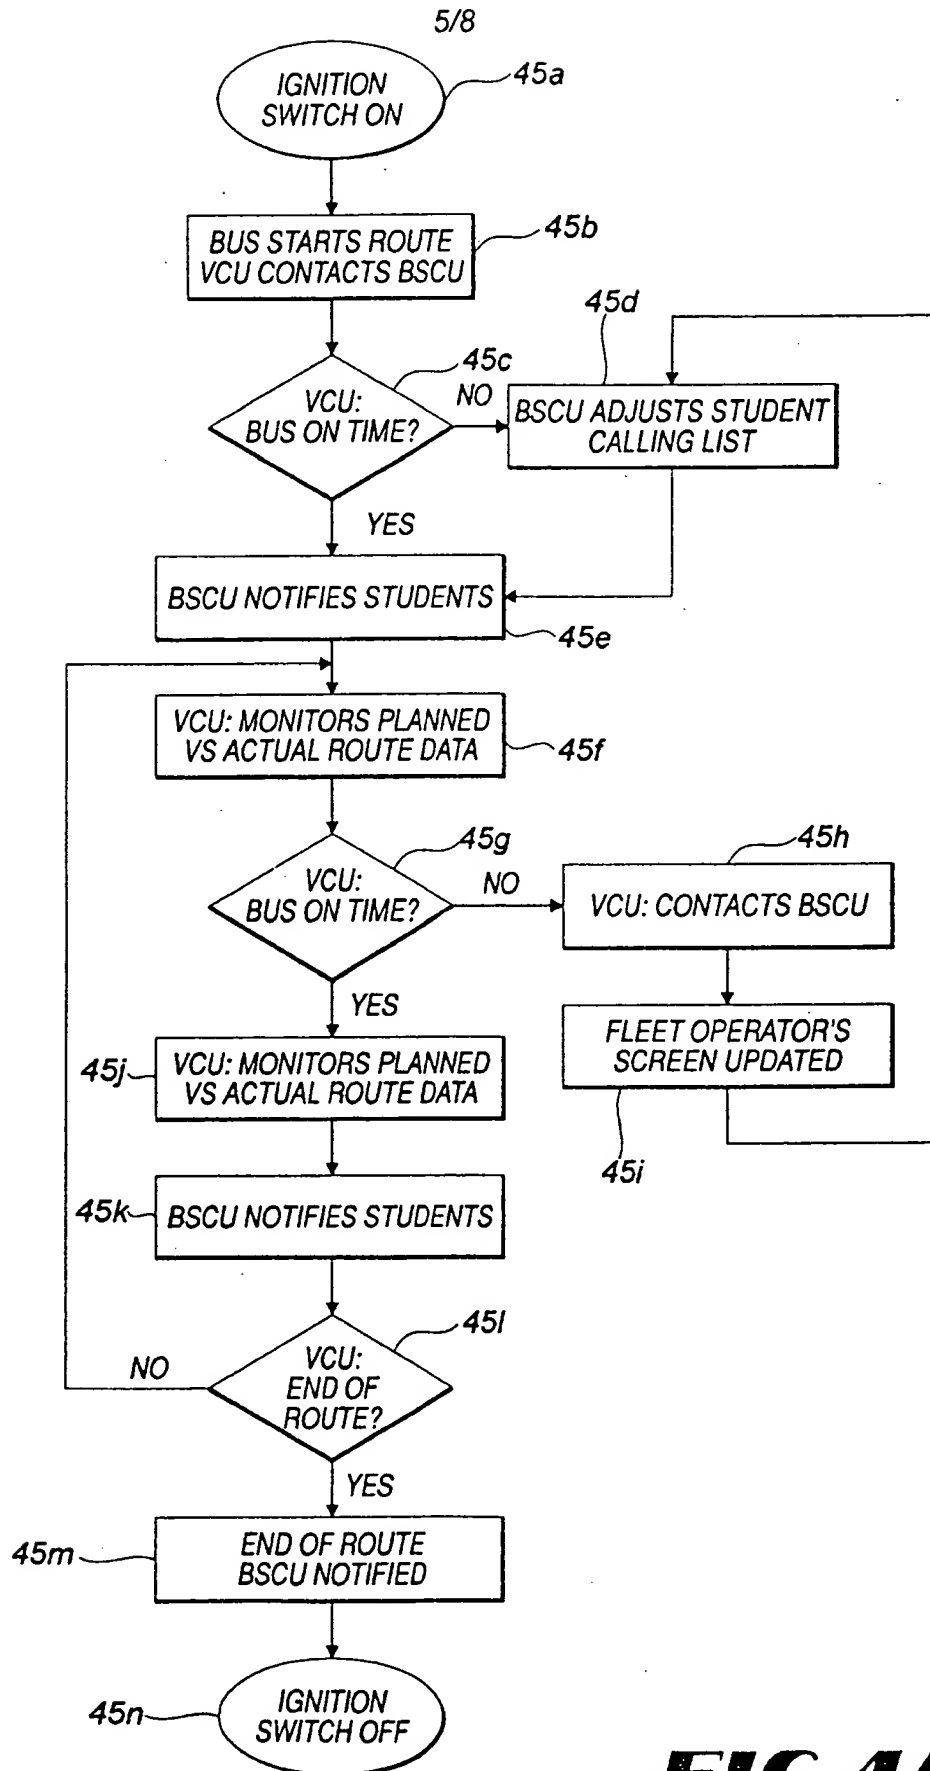 5/8
IGNITION
SWITCH ON
45a
BUS STARTS ROUTE
VCU CONTACTS BSCU
45b
45c
VCU:
BUS ON TIME?
NO
45d
BSCU ADJUSTS STUDENT
CALLING LIST
YES
BSCU NOTIFIES STUDENTS
45e
VCU: MONITORS PLANNED
VS ACTUAL ROUTE DATA
45f
45g
VCU:
BUS ON TIME?
NO
45h
VCU: CONTACTS BSCU
YES
FLEET OPERATOR'S
SCREEN UPDATED
45i
45j
VCU: MONITORS PLANNED
VS ACTUAL ROUTE DATA
45k
BSCU NOTIFIES STUDENTS
45l
VCU:
END OF
ROUTE?
NO
YES
45m
END OF ROUTE
BSCU NOTIFIED
45n
IGNITION
SWITCH OFF